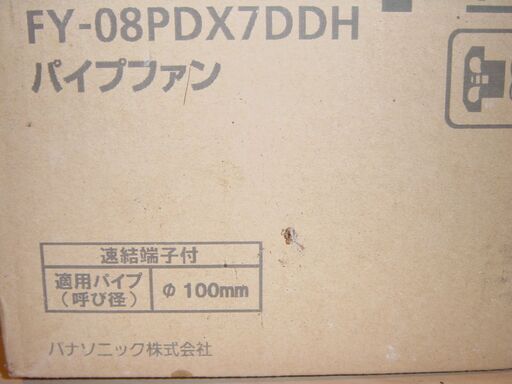 FY-08PDX7DDH
パイプファン
速結端子付
適用パイプ
(呼び径)
φ 100mm
パナソニック株式会社